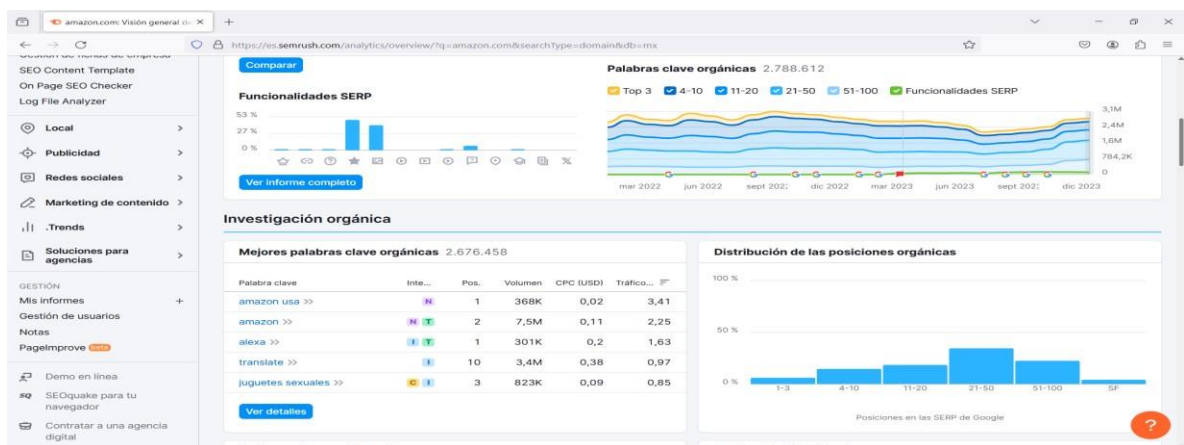 amazon.com: Visión general de
https://es.semrush.com/analytics/overview/?q=amazon.com&searchType=domain&db=mx
SEO Content Template
On Page SEO Checker
Log File Analyzer
Local
Publicidad
Redes sociales
Marketing de contenido
.Trends
Soluciones para
agencias
GESTIÓN
Mis informes +
Gestión de usuarios
Notas
PageImprove beta
Demo en línea
SEOquake para tu
navegador
Contratar a una agencia
digital
Comparar
Funcionalidades SERP
53 %
27 %
0 %
Ver informe completo
Palabras clave orgánicas 2.788.612
Top 3 4-10 11-20 21-50 51-100 Funcionalidades SERP
3,1M
2,4M
1,6M
784,2K
0
mar 2022 jun 2022 sept 202 dic 2022 mar 2023 jun 2023 sept 202 dic 2023
Investigación orgánica
Mejores palabras clave orgánicas 2.676.458
Palabra clave Inte... Pos. Volumen CPC (USD) Tráfico...
amazon usa >> N 1 368K 0,02 3,41
amazon >> N T 2 7,5M 0,11 2,25
alexa >> I T 1 301K 0,2 1,63
translate >> I 10 3,4M 0,38 0,97
juguetes sexuales >> C I 3 823K 0,09 0,85
Ver detalles
Distribución de las posiciones orgánicas
100 %
50 %
0 %
1-3 4-10 11-20 21-50 51-100 SF
Posiciones en las SERP de Google
?